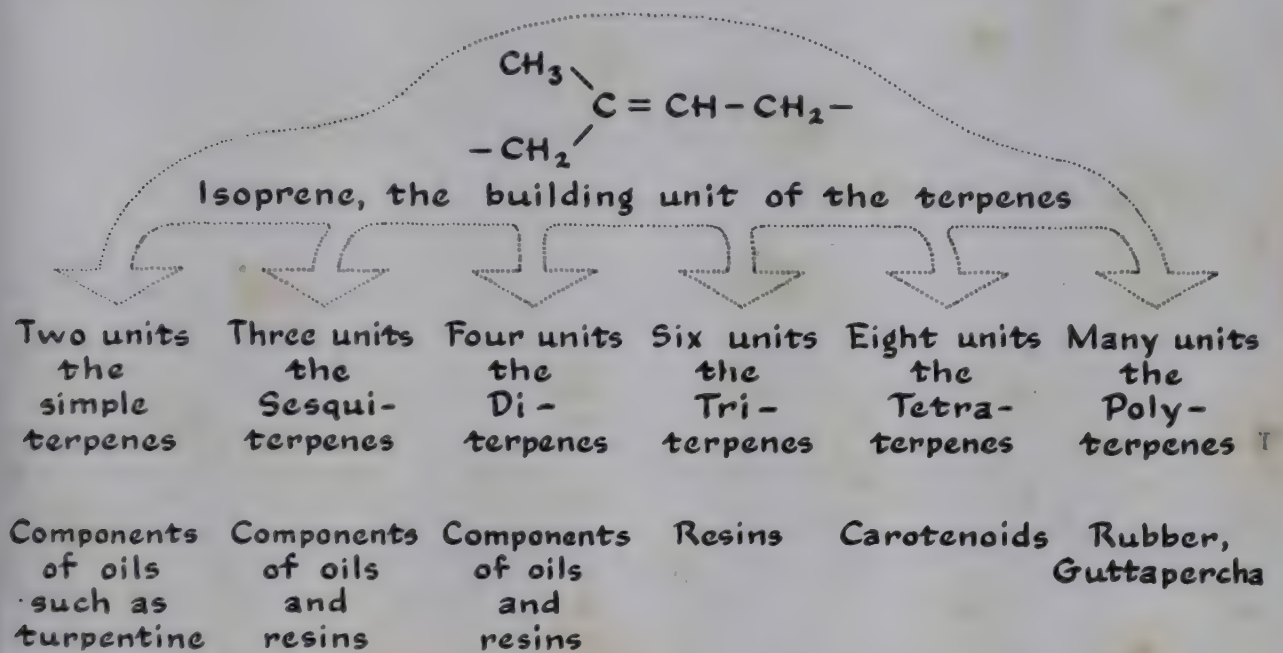 CH₃
C = CH – CH₂ –
– CH₂
Isoprene, the building unit of the terpenes
Two units
the
simple
terpenes
Three units
the
Sesqui-
terpenes
Four units
the
Di-
terpenes
Six units
the
Tri-
terpenes
Eight units
the
Tetra-
terpenes
Many units
the
Poly-
terpenes
Components
of oils
such as
turpentine
Components
of oils
and
resins
Components
of oils
and
resins
Resins
Carotenoids
Rubber,
Guttapercha